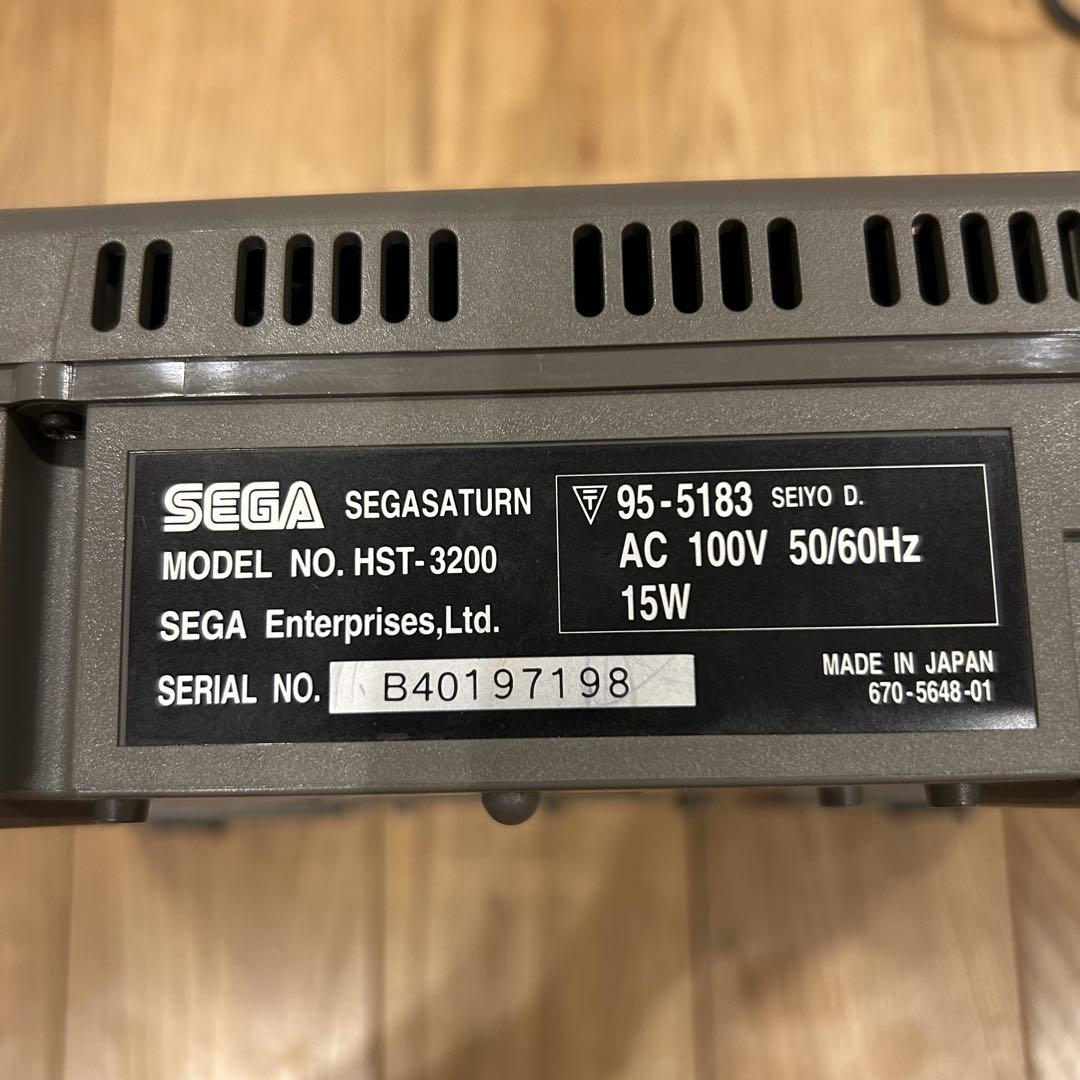 SEGA SEGASATURN
MODEL NO. HST-3200
SEGA Enterprises,Ltd.
SERIAL NO. B40197198
T 95-5183 SEIYO D.
AC 100V 50/60Hz
15W
MADE IN JAPAN
670-5648-01